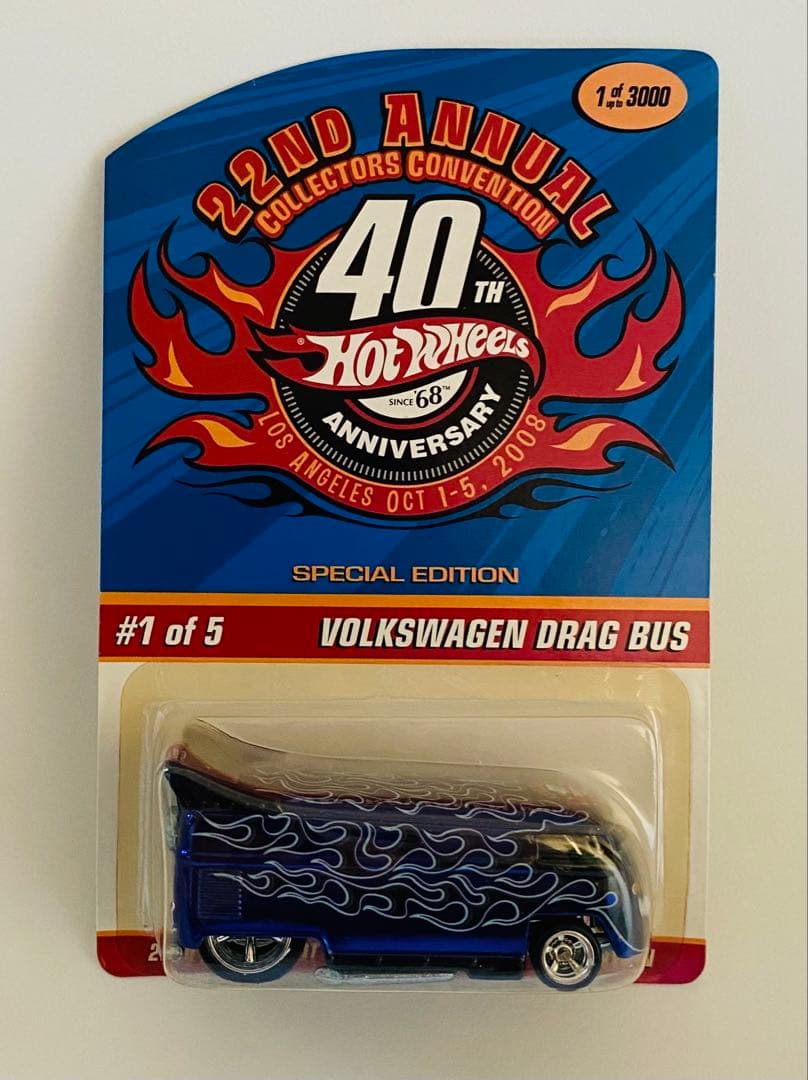 1 of up to 3000
22ND ANNUAL
COLLECTORS CONVENTION
40TH
® HOT WHEELS
SINCE '68™
ANNIVERSARY
LOS ANGELES OCT 1-5, 2008
SPECIAL EDITION
#1 of 5 VOLKSWAGEN DRAG BUS